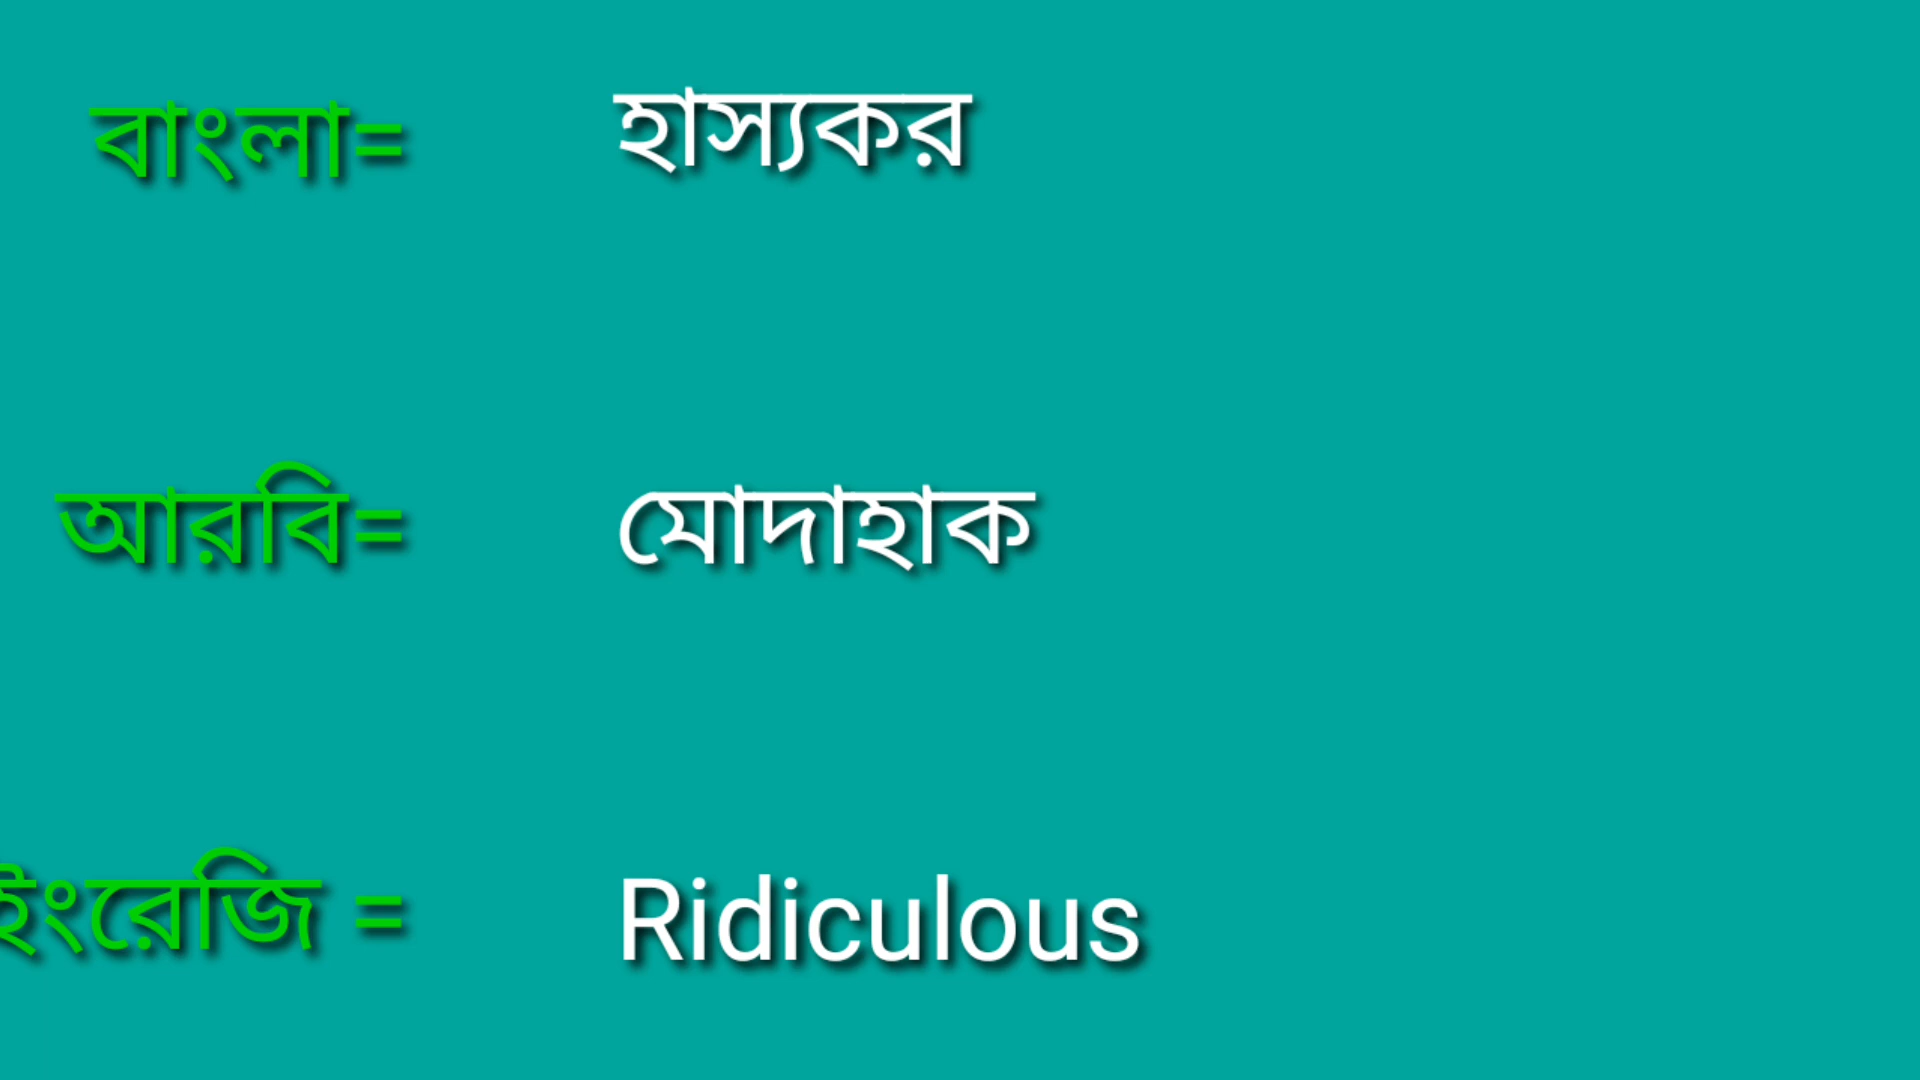 বাংলা= হাস্যকর
আরবি= মোদাহাক
ইংরেজি = Ridiculous